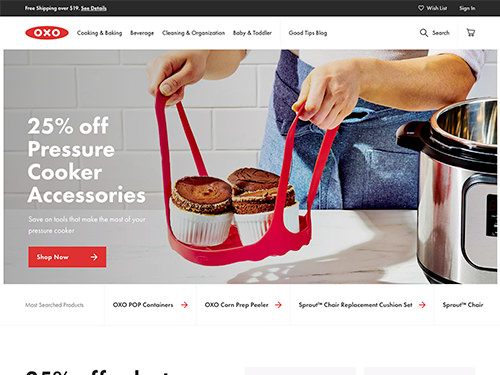 Free Shipping over $19. See Details
Wish List
Sign In
OXO
Cooking & Baking
Beverage
Cleaning & Organization
Baby & Toddler
Good Tips Blog
Search
25% off
Pressure
Cooker
Accessories
Save on tools that make the most of your
pressure cooker
Shop Now
Most Searched Products
OXO POP Containers
OXO Corn Prep Peeler
Sprout™ Chair Replacement Cushion Set
Sprout™ Chair